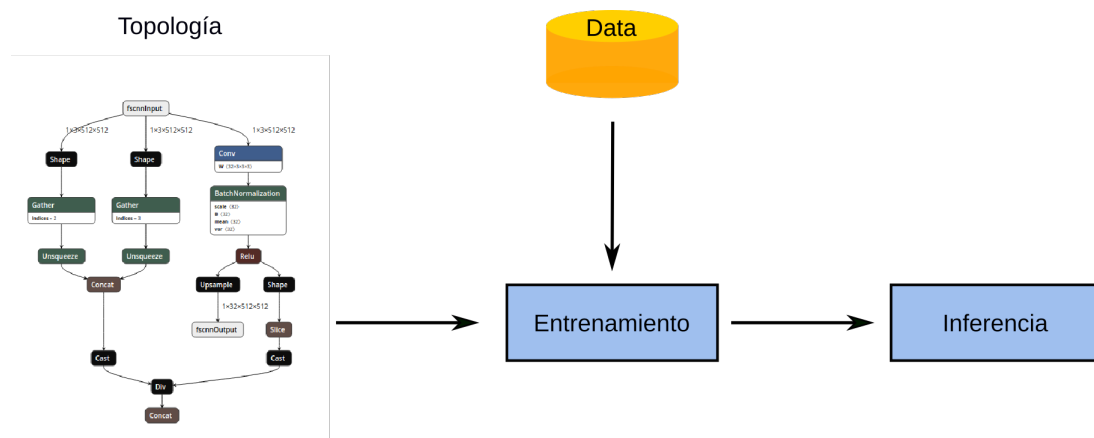 Topología
Data
fscnnInput
1×3×512×512
1×3×512×512
1×3×512×512
Shape
Shape
Conv
W (32×3×3×3)
BatchNormalization
scale (32)
B (32)
mean (32)
var (32)
Gather
indices = 2
Gather
indices = 3
Unsqueeze
Unsqueeze
Relu
Concat
Upsample
Shape
1×32×512×512
fscnnOutput
Slice
Cast
Cast
Div
Concat
Entrenamiento
Inferencia